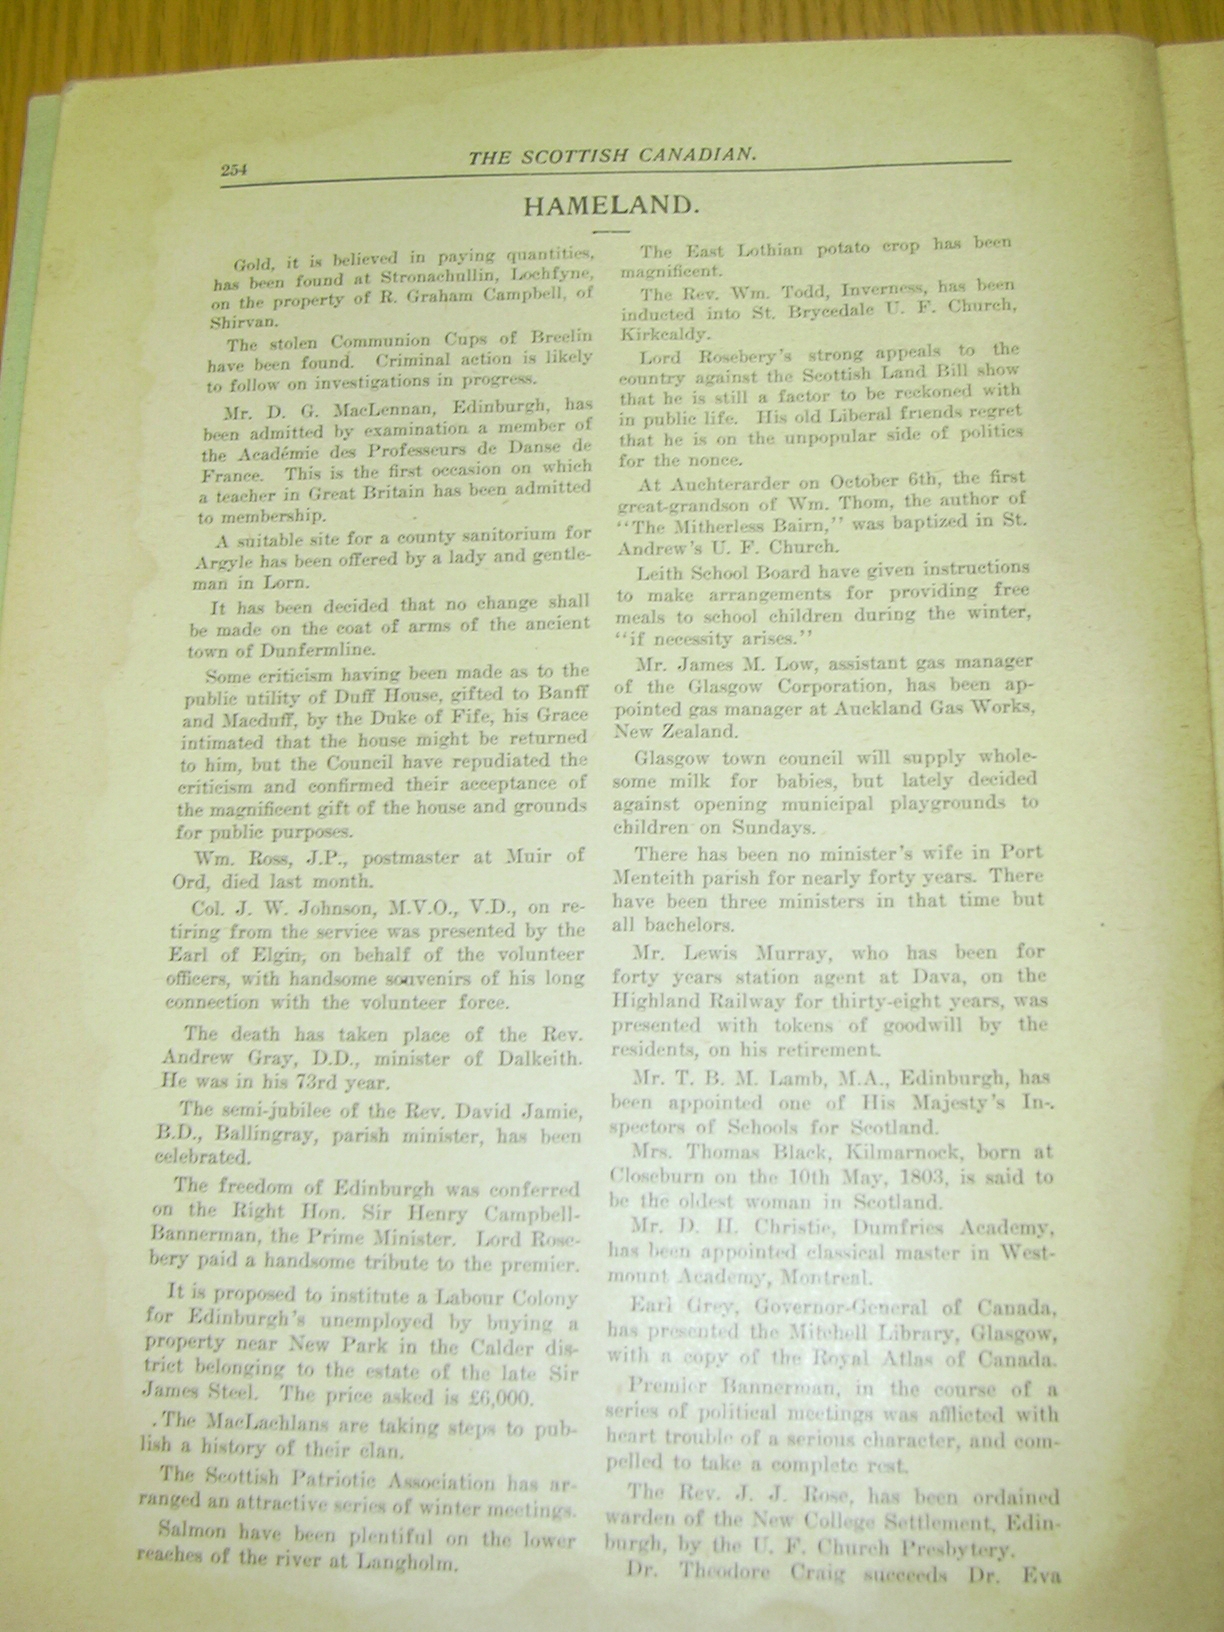 254
THE SCOTTISH CANADIAN.
HAMELAND.
Gold, it is believed in paying quantities,
has been found at Stronachullin, Lochfyne,
on the property of R. Graham Campbell, of
Shirvan.
The stolen Communion Cups of Breelin
have been found. Criminal action is likely
to follow on investigations in progress.
Mr. D. G. MacLennan, Edinburgh, has
been admitted by examination a member of
the Académie des Professeurs de Danse de
France. This is the first occasion on which
a teacher in Great Britain has been admitted
to membership.
A suitable site for a county sanitorium for
Argyle has been offered by a lady and gentle-
man in Lorn.
It has been decided that no change shall
be made on the coat of arms of the ancient
town of Dunfermline.
Some criticism having been made as to the
public utility of Duff House, gifted to Banff
and Macduff, by the Duke of Fife, his Grace
intimated that the house might be returned
to him, but the Council have repudiated the
criticism and confirmed their acceptance of
the magnificent gift of the house and grounds
for public purposes.
Wm. Ross, J.P., postmaster at Muir of
Ord, died last month.
Col. J. W. Johnson, M.V.O., V.D., on re-
tiring from the service was presented by the
Earl of Elgin, on behalf of the volunteer
officers, with handsome souvenirs of his long
connection with the volunteer force.
The death has taken place of the Rev.
Andrew Gray, D.D., minister of Dalkeith.
He was in his 73rd year.
The semi-jubilee of the Rev. David Jamie,
B.D., Ballingray, parish minister, has been
celebrated.
The freedom of Edinburgh was conferred
on the Right Hon. Sir Henry Campbell-
Bannerman, the Prime Minister. Lord Rose-
bery paid a handsome tribute to the premier.
It is proposed to institute a Labour Colony
for Edinburgh's unemployed by buying a
property near New Park in the Calder dis-
trict belonging to the estate of the late Sir
James Steel. The price asked is £6,000.
The MacLachlans are taking steps to pub-
lish a history of their clan.
The Scottish Patriotic Association has ar-
ranged an attractive series of winter meetings.
Salmon have been plentiful on the lower
reaches of the river at Langholm.
The East Lothian potato crop has been
magnificent.
The Rev. Wm. Todd, Inverness, has been
inducted into St. Brycedale U. F. Church,
Kirkcaldy.
Lord Rosebery's strong appeals to the
country against the Scottish Land Bill show
that he is still a factor to be reckoned with
in public life. His old Liberal friends regret
that he is on the unpopular side of politics
for the nonce.
At Auchterarder on October 6th, the first
great-grandson of Wm. Thom, the author of
"The Mitherless Bairn," was baptized in St.
Andrew's U. F. Church.
Leith School Board have given instructions
to make arrangements for providing free
meals to school children during the winter,
"if necessity arises."
Mr. James M. Low, assistant gas manager
of the Glasgow Corporation, has been ap-
pointed gas manager at Auckland Gas Works,
New Zealand.
Glasgow town council will supply whole-
some milk for babies, but lately decided
against opening municipal playgrounds to
children on Sundays.
There has been no minister's wife in Port
Menteith parish for nearly forty years. There
have been three ministers in that time but
all bachelors.
Mr. Lewis Murray, who has been for
forty years station agent at Dava, on the
Highland Railway for thirty-eight years, was
presented with tokens of goodwill by the
residents, on his retirement.
Mr. T. B. M. Lamb, M.A., Edinburgh, has
been appointed one of His Majesty's In-
spectors of Schools for Scotland.
Mrs. Thomas Black, Kilmarnock, born at
Closeburn on the 10th May, 1803, is said to
be the oldest woman in Scotland.
Mr. D. H. Christie, Dumfries Academy,
has been appointed classical master in West-
mount Academy, Montreal.
Earl Grey, Governor-General of Canada,
has presented the Mitchell Library, Glasgow,
with a copy of the Royal Atlas of Canada.
Premier Bannerman, in the course of a
series of political meetings was afflicted with
heart trouble of a serious character, and com-
pelled to take a complete rest.
The Rev. J. J. Rose, has been ordained
warden of the New College Settlement, Edin-
burgh, by the U. F. Church Presbytery.
Dr. Theodore Craig succeeds Dr. Eva